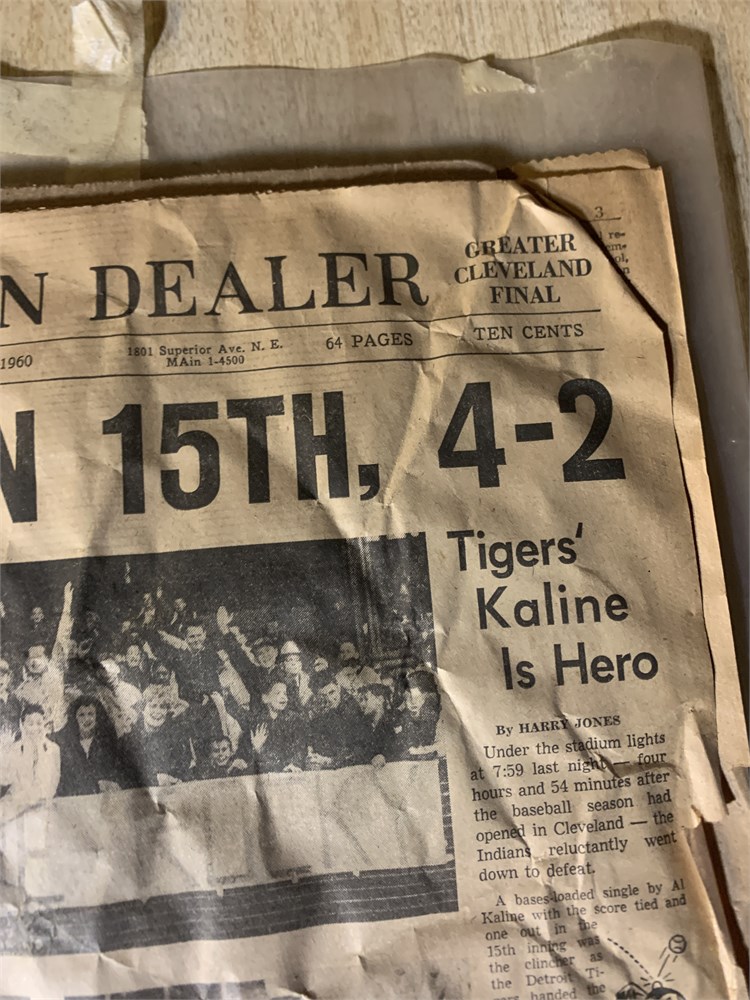 N DEALER
GREATER
CLEVELAND
FINAL
3
re-
1960
1801 Superior Ave. N. E.
MAin 1-4500
64 PAGES
TEN CENTS
N 15TH, 4-2
Tigers'
Kaline
Is Hero
By HARRY JONES
Under the stadium lights
at 7:59 last night — four
hours and 54 minutes after
the baseball season had
opened in Cleveland — the
Indians reluctantly went
down to defeat.
A bases-loaded single by Al
Kaline with the score tied and
one out in the
15th inning was
the clincher as
the Detroit Ti-
handed the